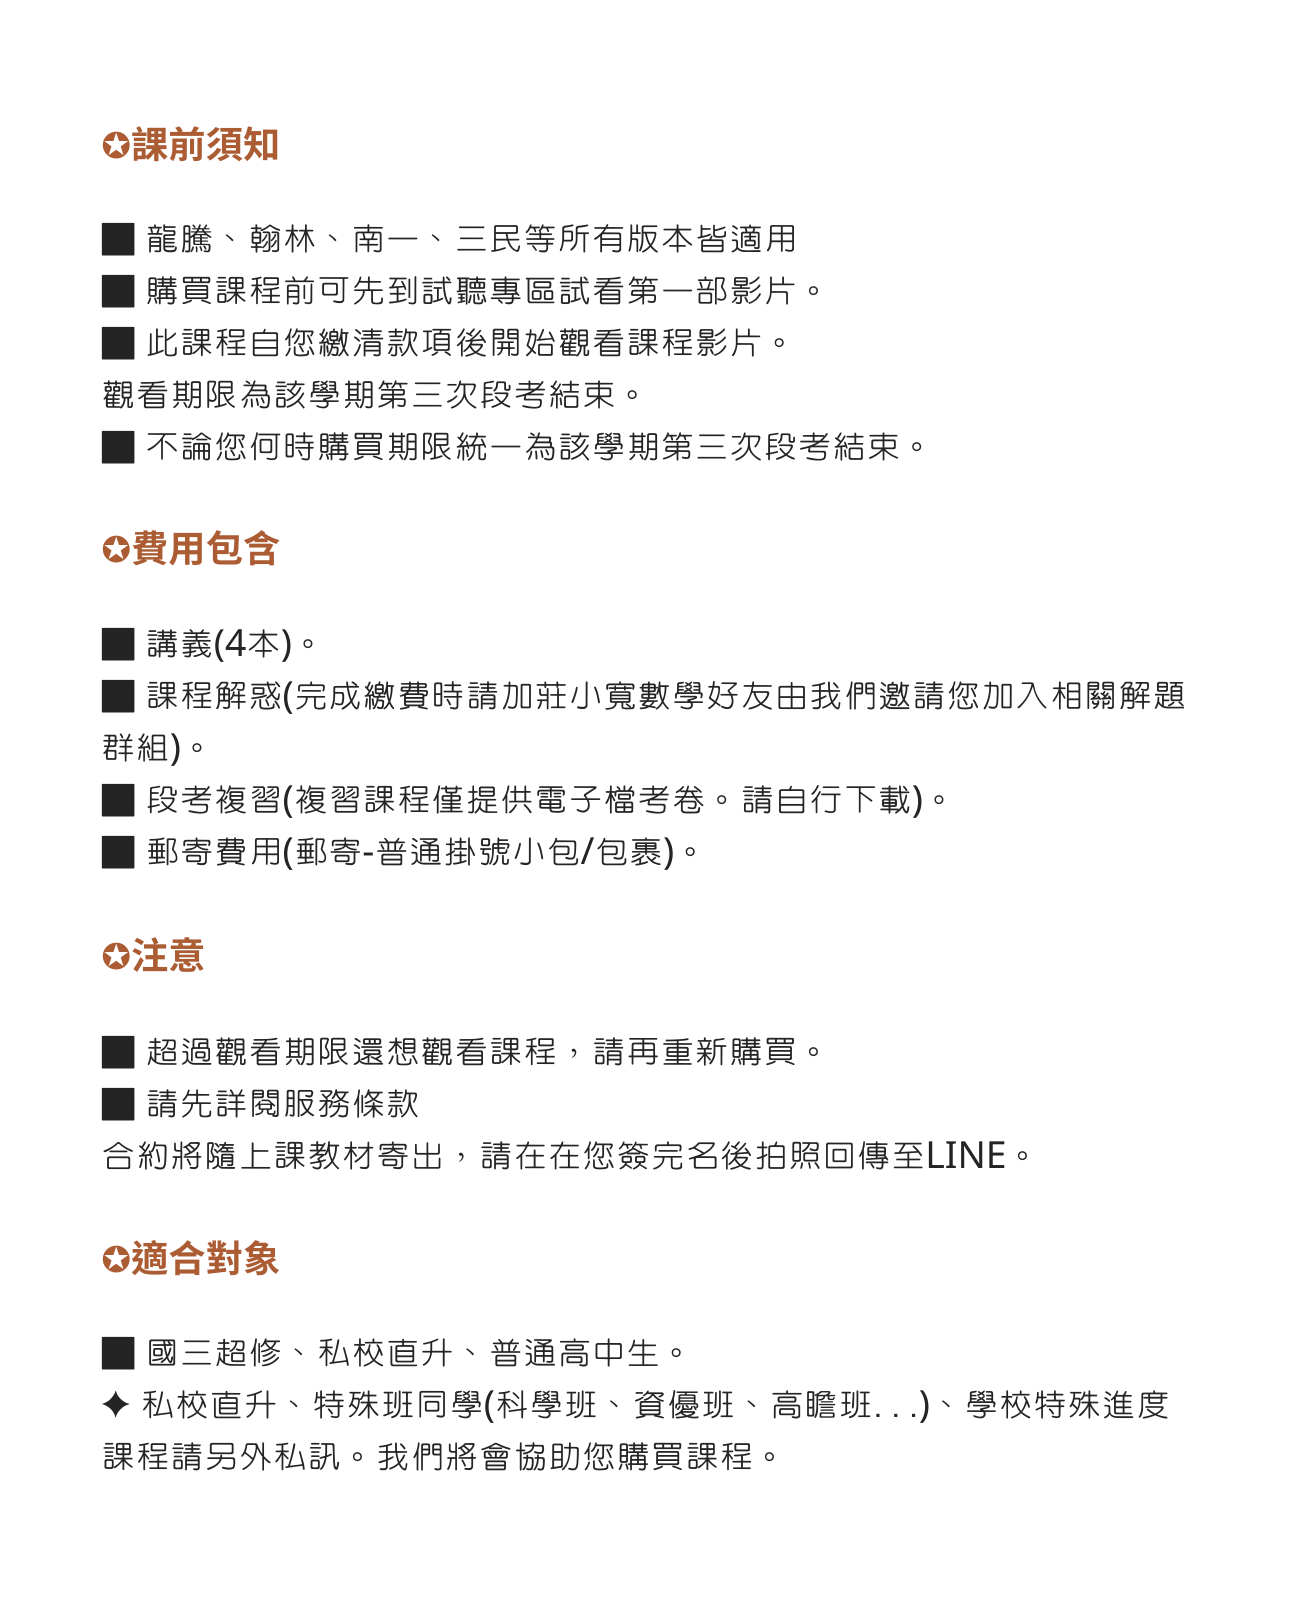 ✪課前須知
■ 龍騰、翰林、南一、三民等所有版本皆適用
■ 購買課程前可先到試聽專區試看第一部影片。
■ 此課程自您繳清款項後開始觀看課程影片。
觀看期限為該學期第三次段考結束。
■ 不論您何時購買期限統一為該學期第三次段考結束。
✪費用包含
■ 講義(4本)。
■ 課程解惑(完成繳費時請加莊小寬數學好友由我們邀請您加入相關解題
群組)。
■ 段考複習(複習課程僅提供電子檔考卷。請自行下載)。
■ 郵寄費用(郵寄-普通掛號小包/包裹)。
✪注意
■ 超過觀看期限還想觀看課程，請再重新購買。
■ 請先詳閱服務條款
合約將隨上課教材寄出，請在在您簽完名後拍照回傳至LINE。
✪適合對象
■ 國三超修、私校直升、普通高中生。
✦ 私校直升、特殊班同學(科學班、資優班、高瞻班...)、學校特殊進度
課程請另外私訊。我們將會協助您購買課程。